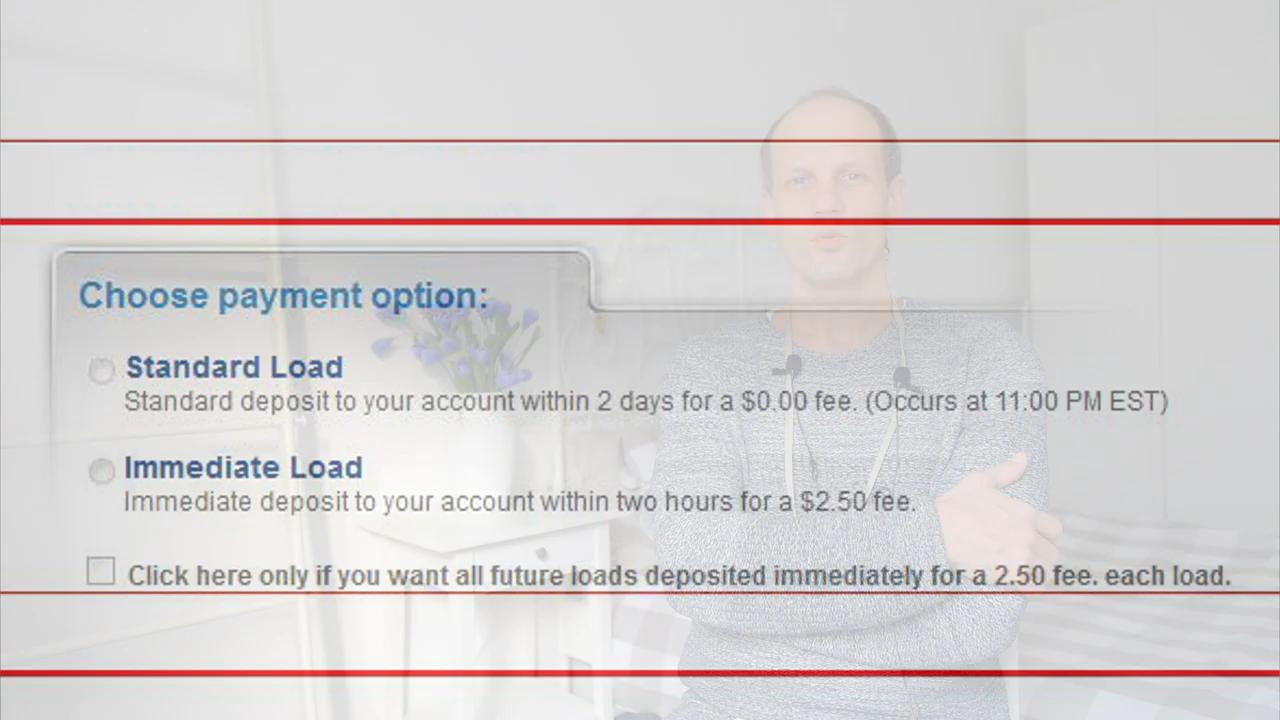 Choose payment option:
Standard Load
Standard deposit to your account within 2 days for a $0.00 fee. (Occurs at 11:00 PM EST)
Immediate Load
Immediate deposit to your account within two hours for a $2.50 fee.
Click here only if you want all future loads deposited immediately for a 2.50 fee. each load.